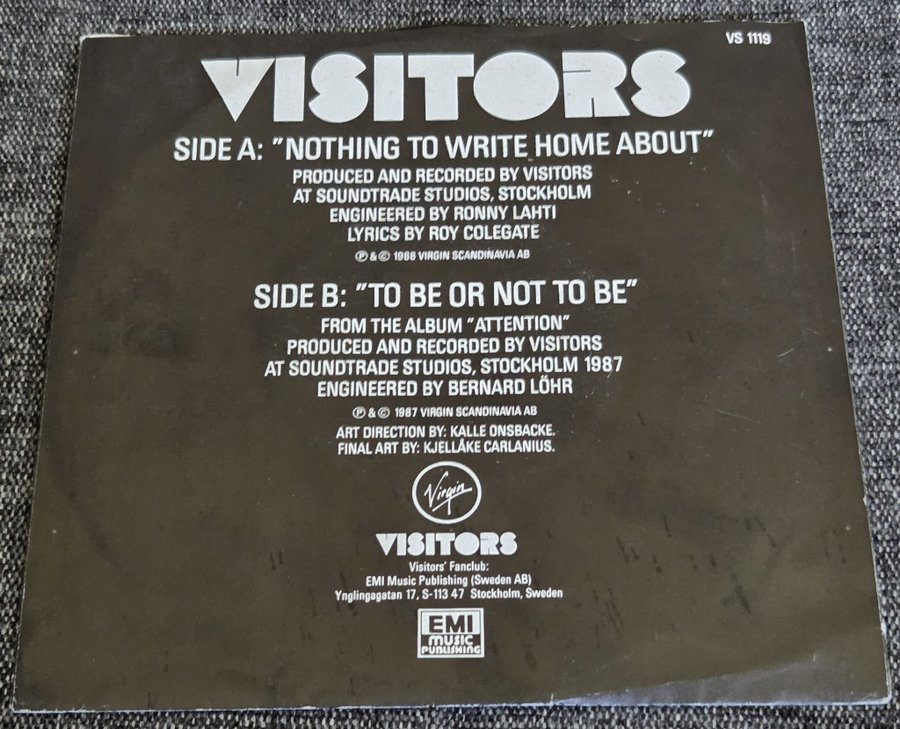 VS 1119
VISITORS
SIDE A: "NOTHING TO WRITE HOME ABOUT"
PRODUCED AND RECORDED BY VISITORS
AT SOUNDTRADE STUDIOS, STOCKHOLM
ENGINEERED BY RONNY LAHTI
LYRICS BY ROY COLEGATE
℗ & © 1988 VIRGIN SCANDINAVIA AB
SIDE B: "TO BE OR NOT TO BE"
FROM THE ALBUM "ATTENTION"
PRODUCED AND RECORDED BY VISITORS
AT SOUNDTRADE STUDIOS, STOCKHOLM 1987
ENGINEERED BY BERNARD LÖHR
℗ & © 1987 VIRGIN SCANDINAVIA AB
ART DIRECTION BY: KALLE ONSBACKE.
FINAL ART BY: KJELLÅKE CARLANIUS.
Virgin
VISITORS
Visitors' Fanclub:
EMI Music Publishing (Sweden AB)
Ynglingagatan 17, S-113 47 Stockholm, Sweden
EMI
MUSIC
PUBLISHING